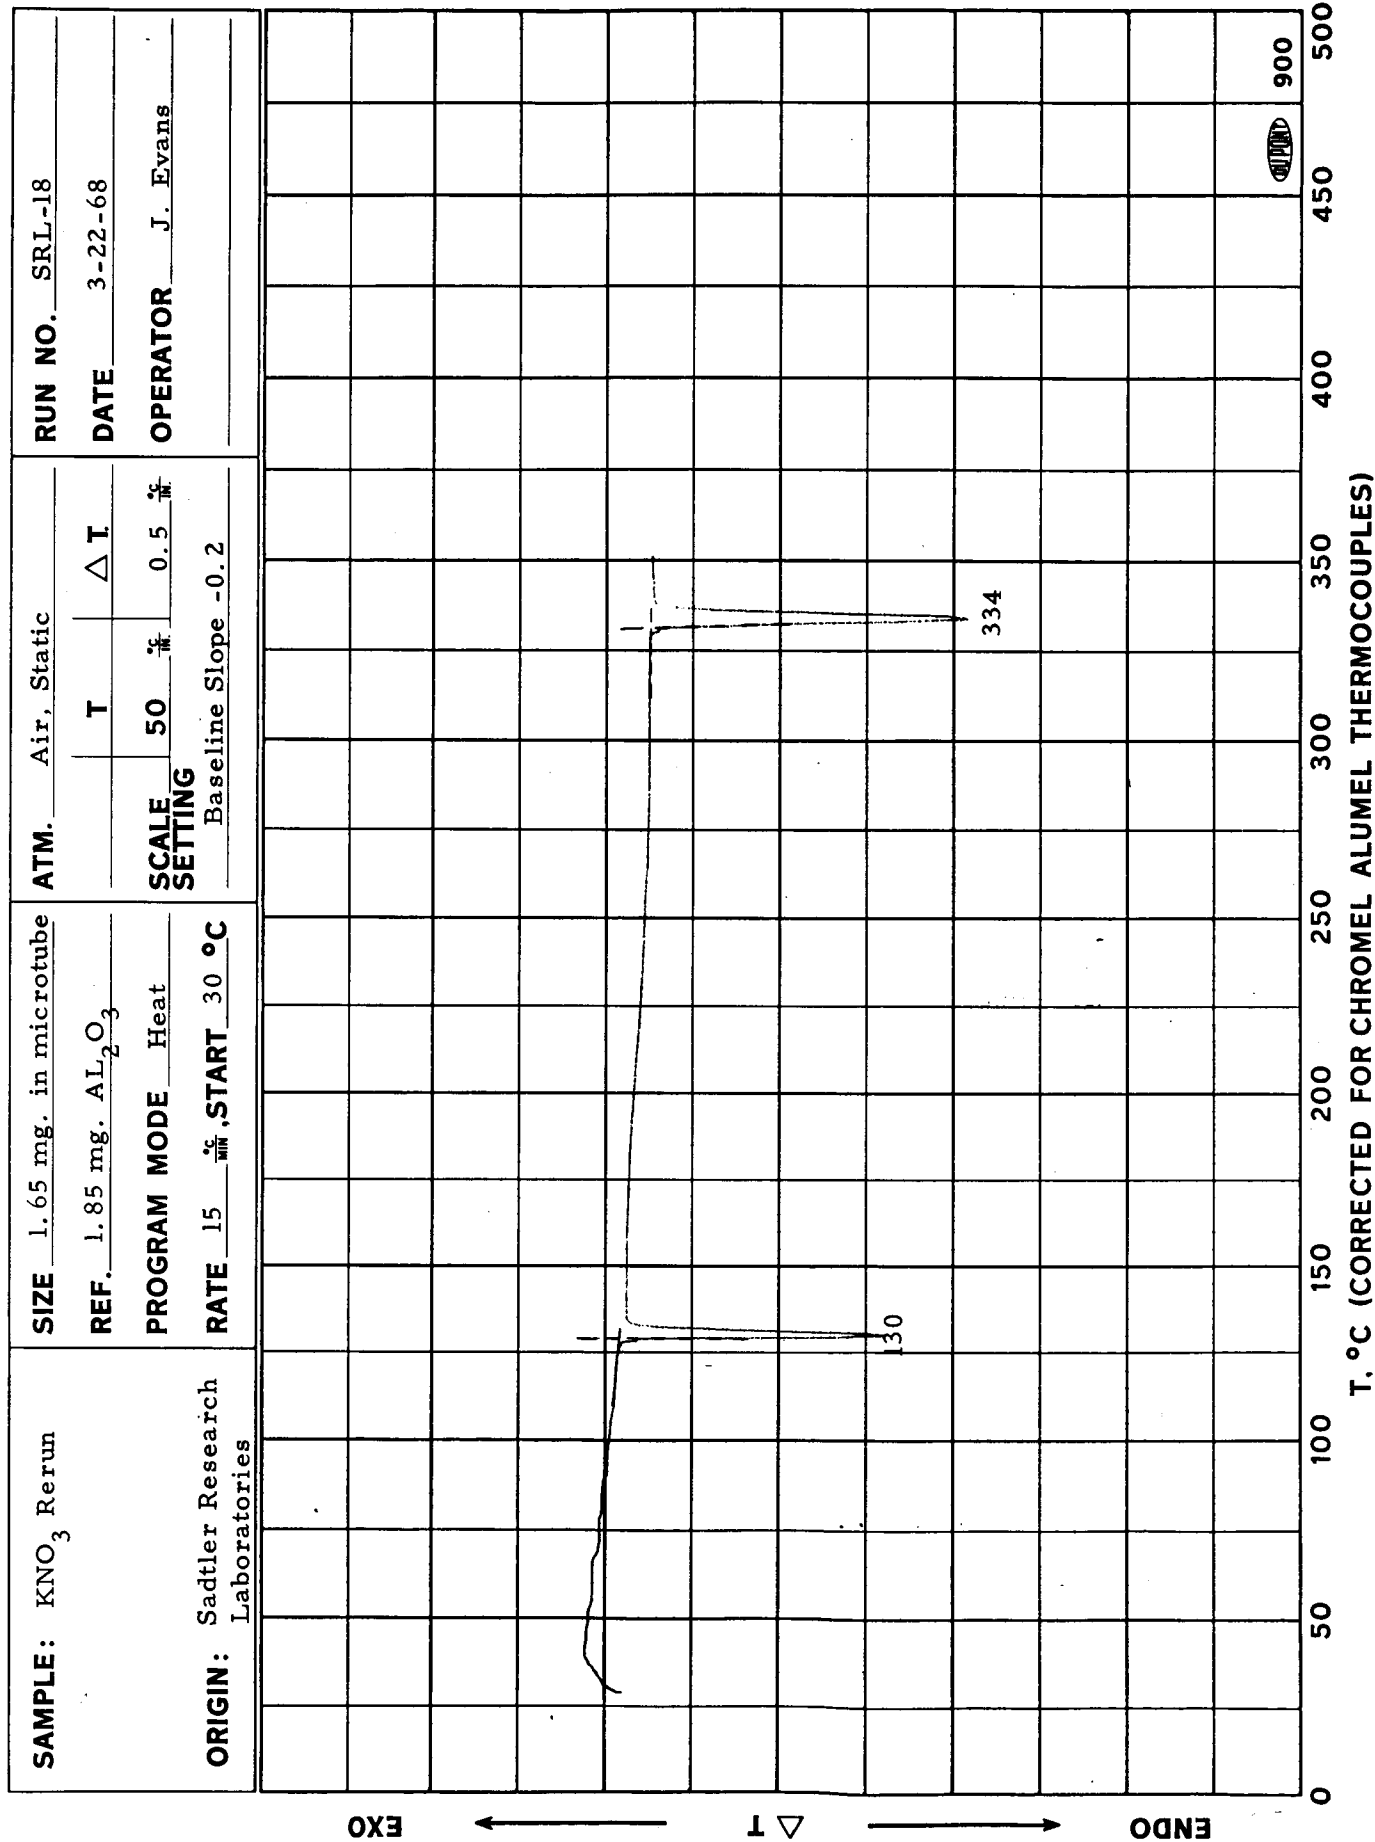 SAMPLE: KNO3 Rerun
ORIGIN: Sadtler Research
Laboratories
SIZE 1.65 mg. in microtube
REF. 1.85 mg. AL2O3
PROGRAM MODE Heat
RATE 15 °C/MIN, START 30 °C
ATM. Air, Static
T ΔT.
SCALE 50 °C/IN. 0.5 °C/IN.
SETTING
Baseline Slope -0.2
RUN NO. SRL-18
DATE 3-22-68
OPERATOR J. Evans
EXO
ΔT
ENDO
130
334
DU PONT 900
0 50 100 150 200 250 300 350 400 450 500
T, °C (CORRECTED FOR CHROMEL ALUMEL THERMOCOUPLES)